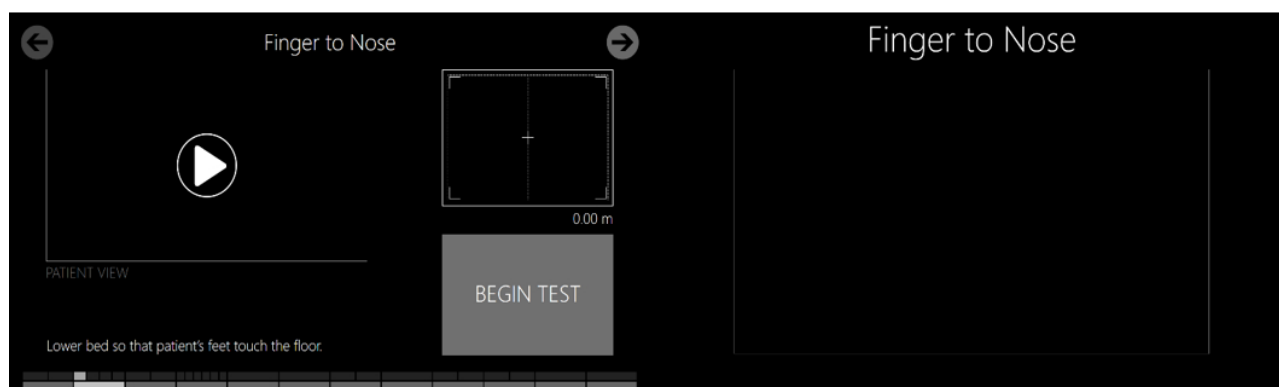 Finger to Nose
0.00 m
PATIENT VIEW
BEGIN TEST
Lower bed so that patient's feet touch the floor.
Finger to Nose